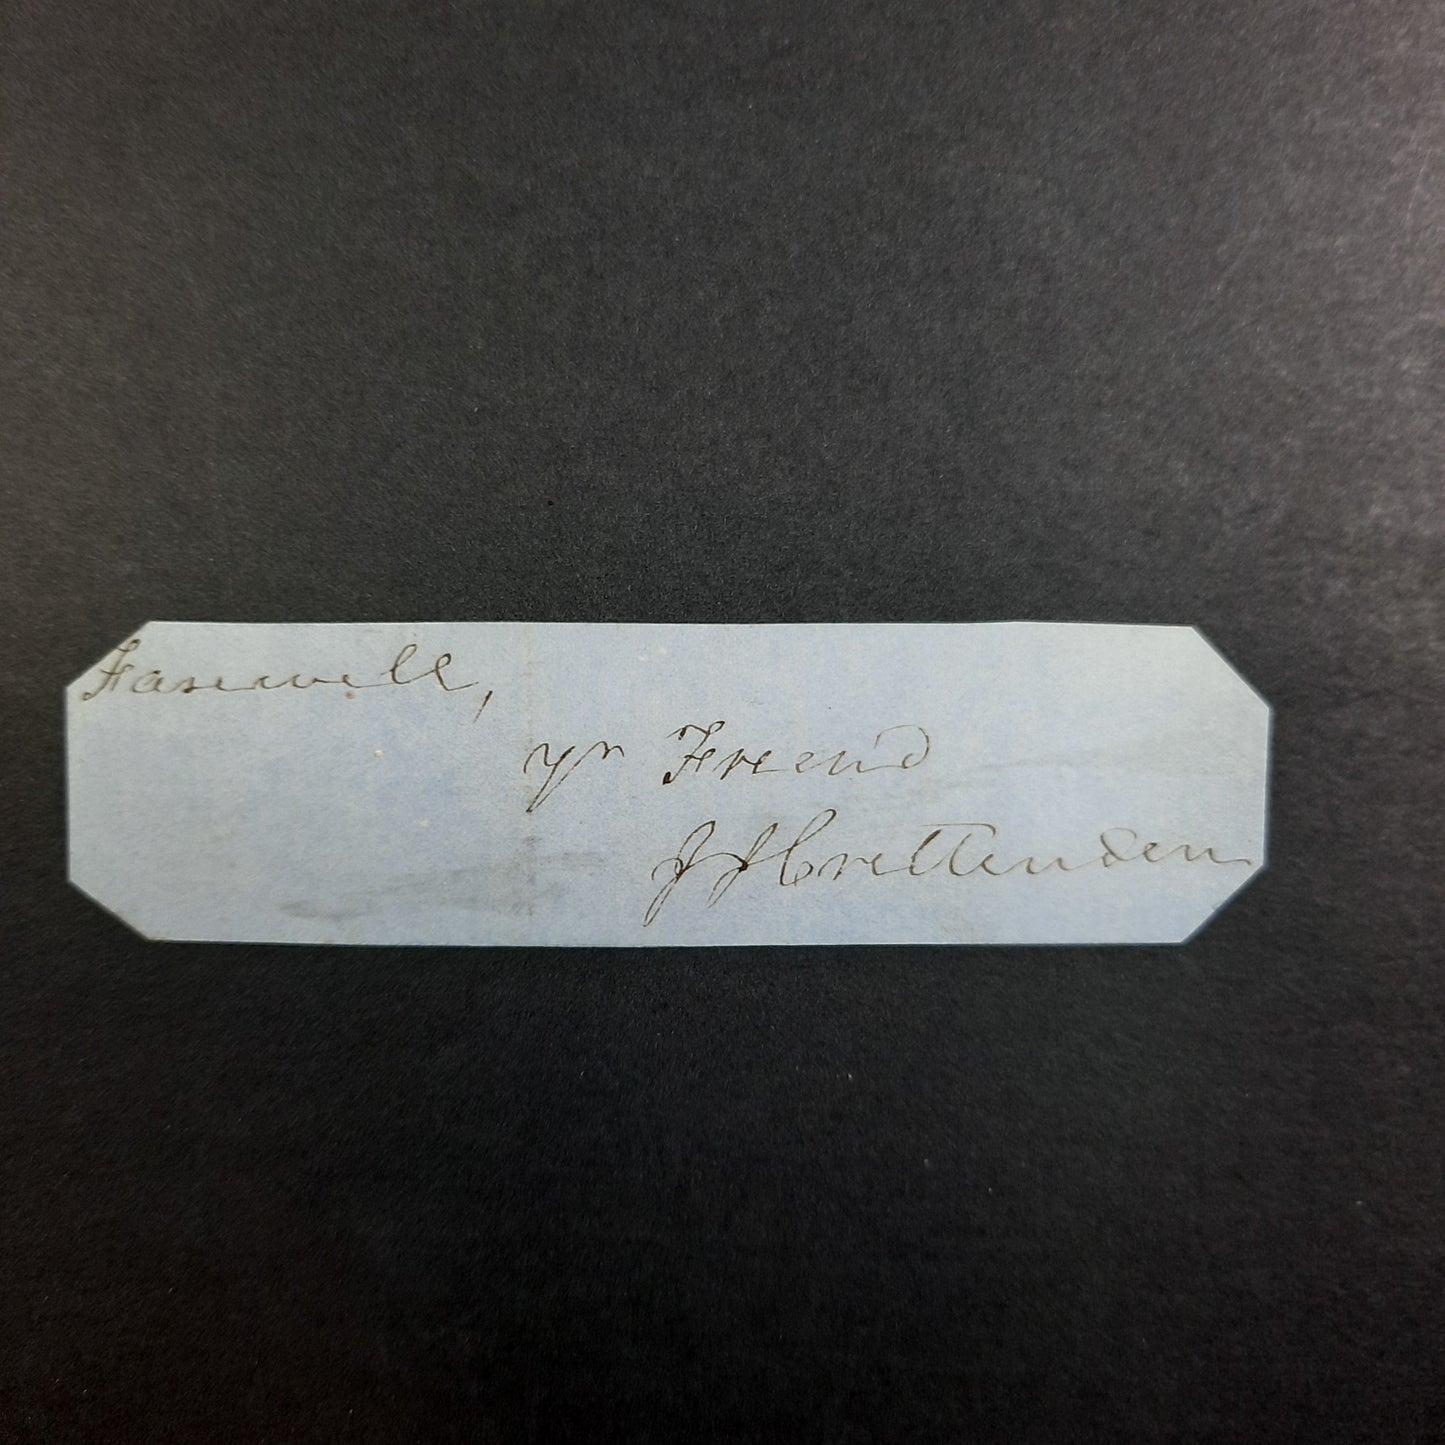 Farewell,
yr Friend
J J Crittenden